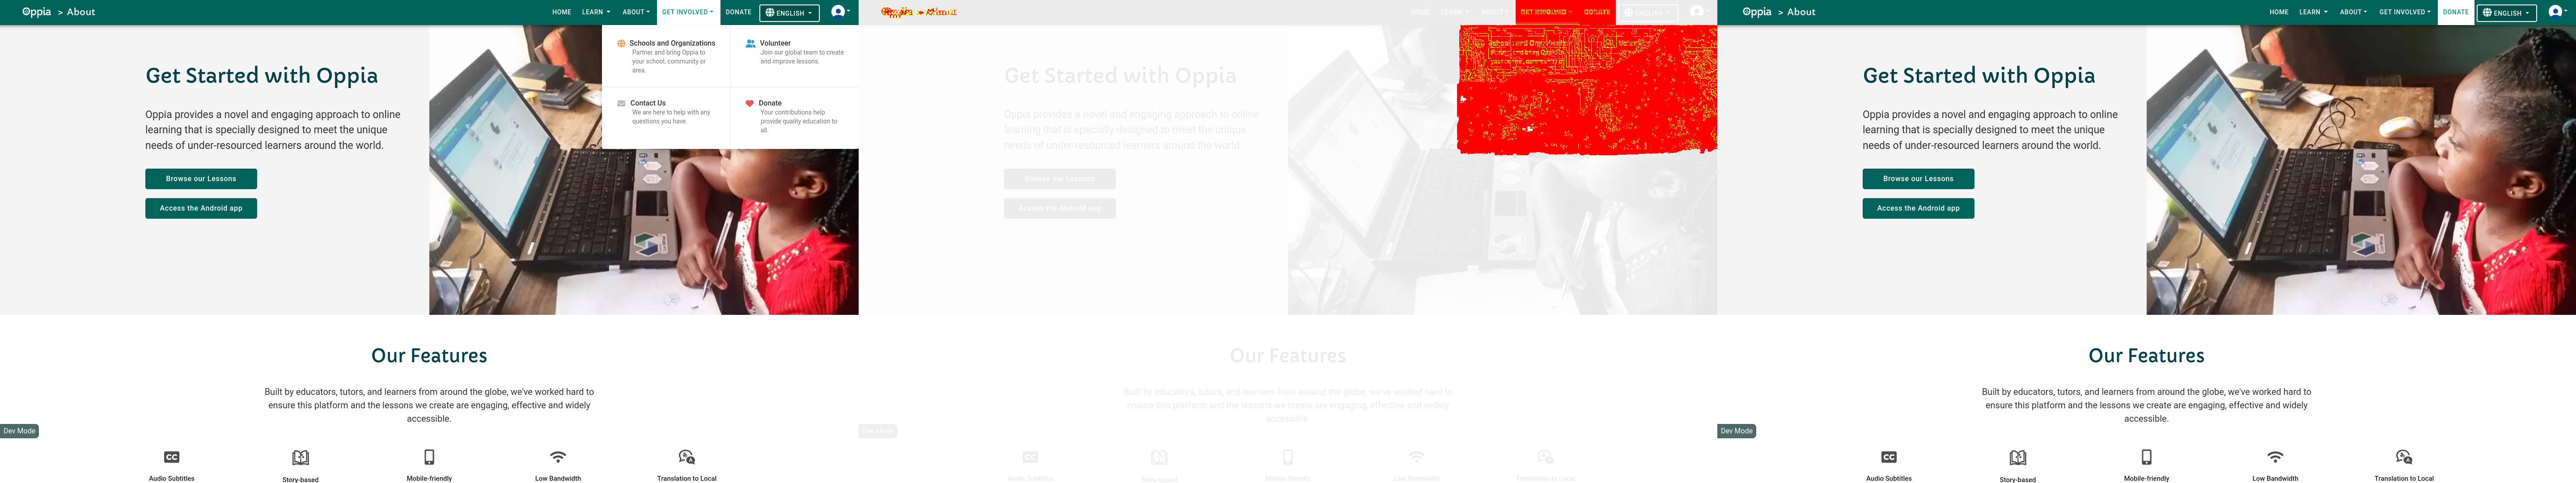 Oppia > About
HOME LEARN ABOUT GET INVOLVED DONATE ENGLISH
Schools and Organizations
Partner and bring Oppia to
your school, community or
area.
Volunteer
Join our global team to create
and improve lessons.
Contact Us
We are here to help with any
questions you have.
Donate
Your contributions help
provide quality education to
all.
Get Started with Oppia
Oppia provides a novel and engaging approach to online
learning that is specially designed to meet the unique
needs of under-resourced learners around the world.
Browse our Lessons
Access the Android app
Our Features
Built by educators, tutors, and learners from around the globe, we've worked hard to
ensure this platform and the lessons we create are engaging, effective and widely
accessible.
Dev Mode
Audio Subtitles
Story-based
Mobile-friendly
Low Bandwidth
Translation to Local
HOME LEARN ABOUT GET INVOLVED DONATE ENGLISH
Get Started with Oppia
Oppia provides a novel and engaging approach to online
learning that is specially designed to meet the unique
needs of under-resourced learners around the world.
Browse our Lessons
Access the Android app
Our Features
Built by educators, tutors, and learners from around the globe, we've worked hard to
ensure this platform and the lessons we create are engaging, effective and widely
accessible.
Dev Mode
Audio Subtitles
Story-based
Mobile-friendly
Low Bandwidth
Translation to Local
Oppia > About
HOME LEARN ABOUT GET INVOLVED DONATE ENGLISH
Get Started with Oppia
Oppia provides a novel and engaging approach to online
learning that is specially designed to meet the unique
needs of under-resourced learners around the world.
Browse our Lessons
Access the Android app
Our Features
Built by educators, tutors, and learners from around the globe, we've worked hard to
ensure this platform and the lessons we create are engaging, effective and widely
accessible.
Dev Mode
Audio Subtitles
Story-based
Mobile-friendly
Low Bandwidth
Translation to Local